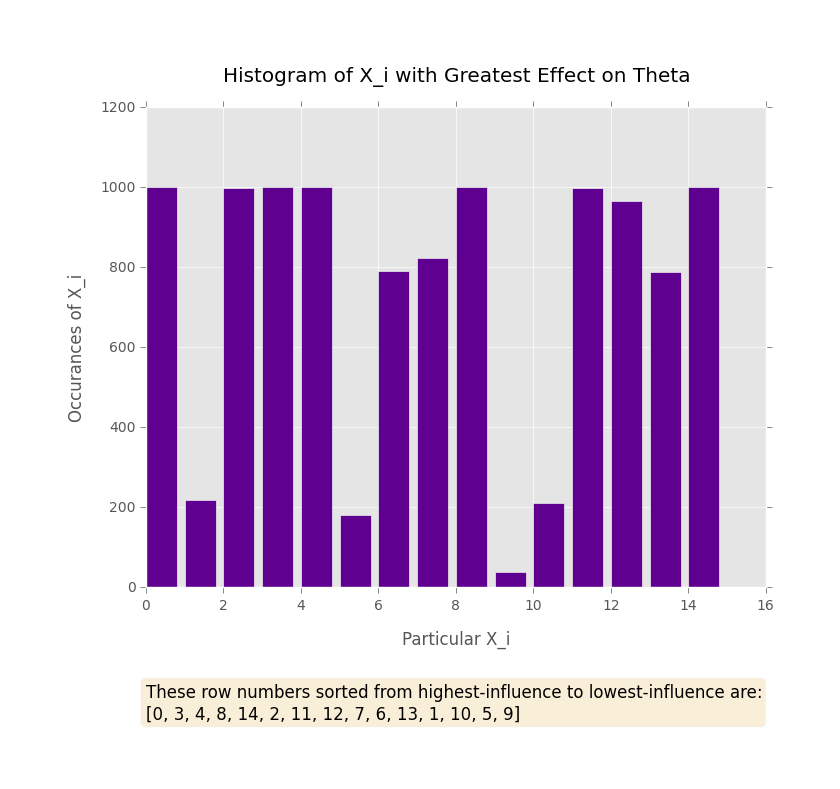 Histogram of X_i with Greatest Effect on Theta
1200
1000
800
600
400
200
0
Occurances of X_i
0 2 4 6 8 10 12 14 16
Particular X_i
These row numbers sorted from highest-influence to lowest-influence are:
[0, 3, 4, 8, 14, 2, 11, 12, 7, 6, 13, 1, 10, 5, 9]